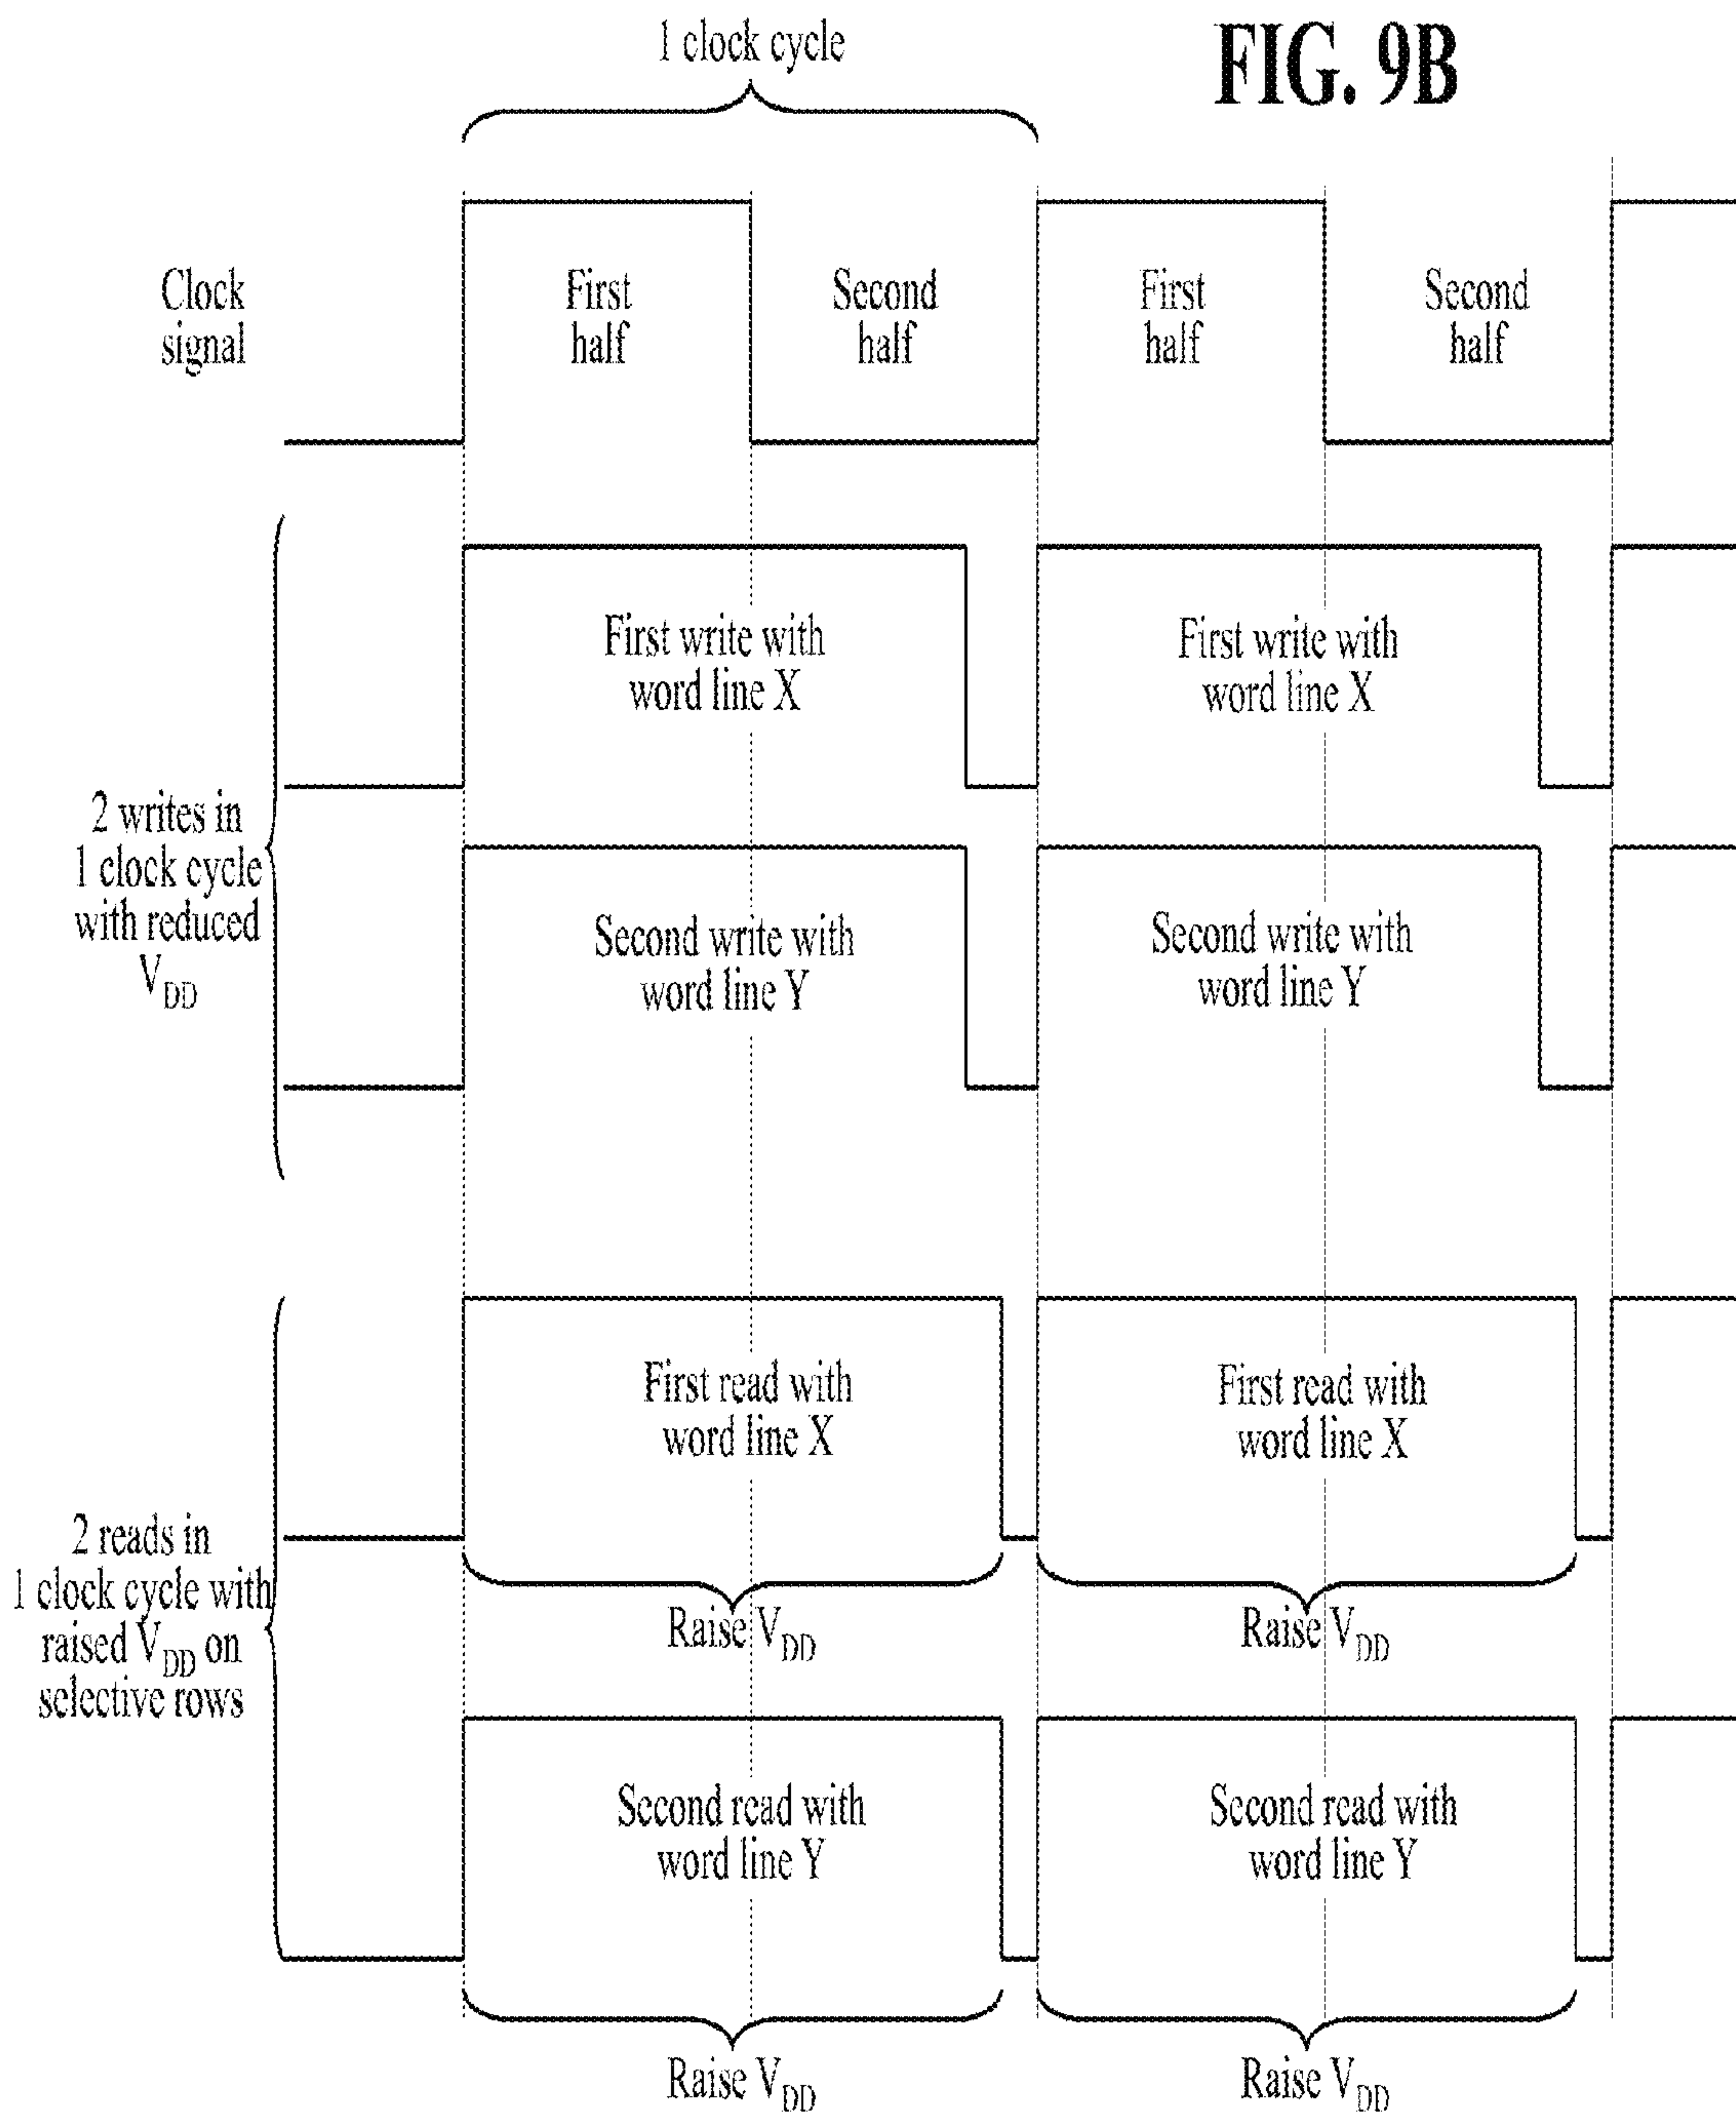 1 clock cycle
FIG. 9B
Clock
signal
First
half
Second
half
First
half
Second
half
2 writes in
1 clock cycle
with reduced
VDD
First write with
word line X
First write with
word line X
Second write with
word line Y
Second write with
word line Y
2 reads in
1 clock cycle with
raised VDD on
selective rows
First read with
word line X
First read with
word line X
Raise VDD
Raise VDD
Second read with
word line Y
Second read with
word line Y
Raise VDD
Raise VDD